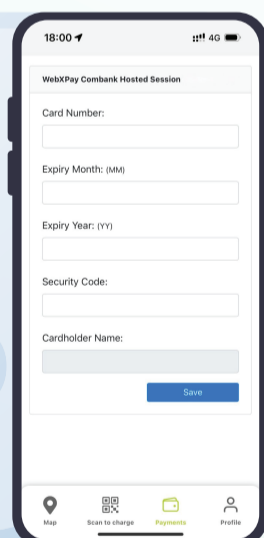 18:00
4G
WebXPay Combank Hosted Session
Card Number:
Expiry Month: (MM)
Expiry Year: (YY)
Security Code:
Cardholder Name:
Save
Map Scan to charge Payments Profile